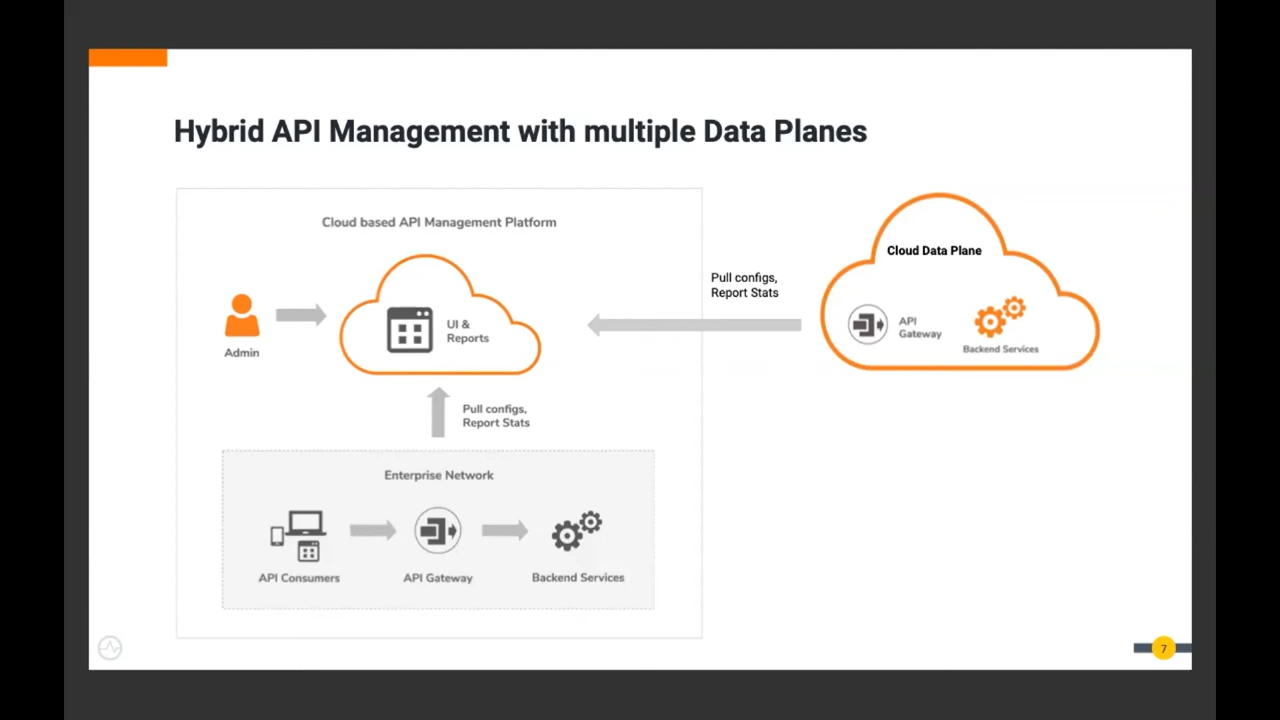 Hybrid API Management with multiple Data Planes
Cloud based API Management Platform
Admin
UI &
Reports
Pull configs,
Report Stats
Enterprise Network
API Consumers
API Gateway
Backend Services
Pull configs,
Report Stats
Cloud Data Plane
API
Gateway
Backend Services
7